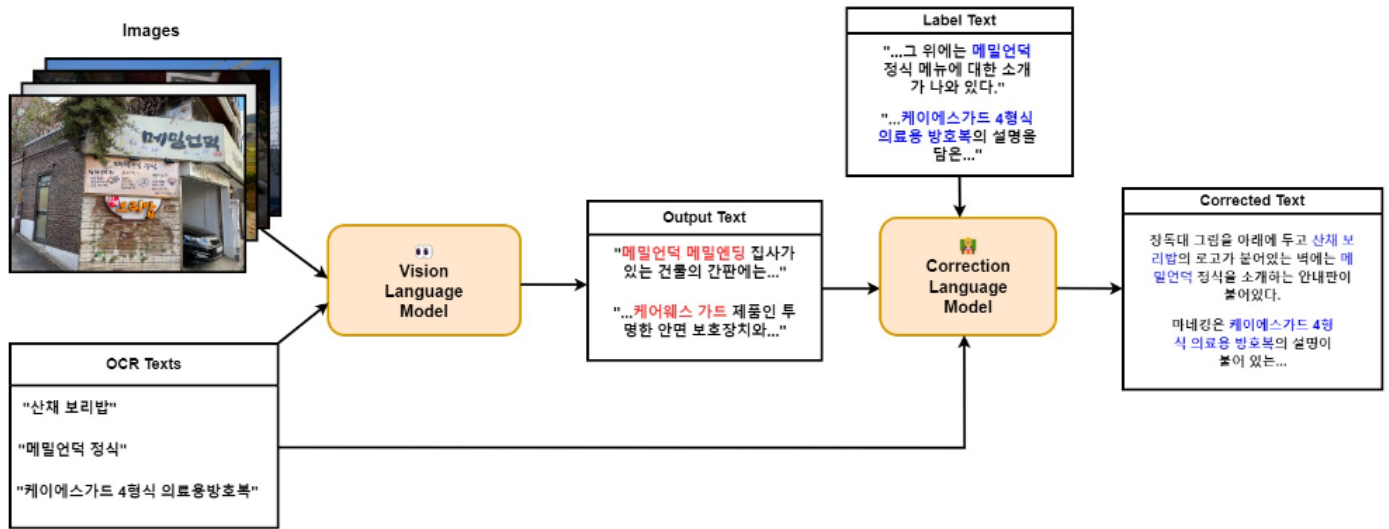 Images
메밀언덕
보리밥
OCR Texts
"산채 보리밥"
"메밀언덕 정식"
"케이에스가드 4형식 의료용방호복"
Vision
Language
Model
Output Text
"메밀언덕 메밀엔딩 집사가
있는 건물의 간판에는..."
"...케어웨스 가드 제품인 투
명한 안면 보호장치와..."
Label Text
"...그 위에는 메밀언덕
정식 메뉴에 대한 소개
가 나와 있다."
"...케이에스가드 4형식
의료용 방호복의 설명을
담은..."
Correction
Language
Model
Corrected Text
장독대 그림을 아래에 두고 산채 보
리밥의 로고가 붙어있는 벽에는 메
밀언덕 정식을 소개하는 안내판이
붙어있다.
마네킹은 케이에스가드 4형
식 의료용 방호복의 설명이
붙어 있는...